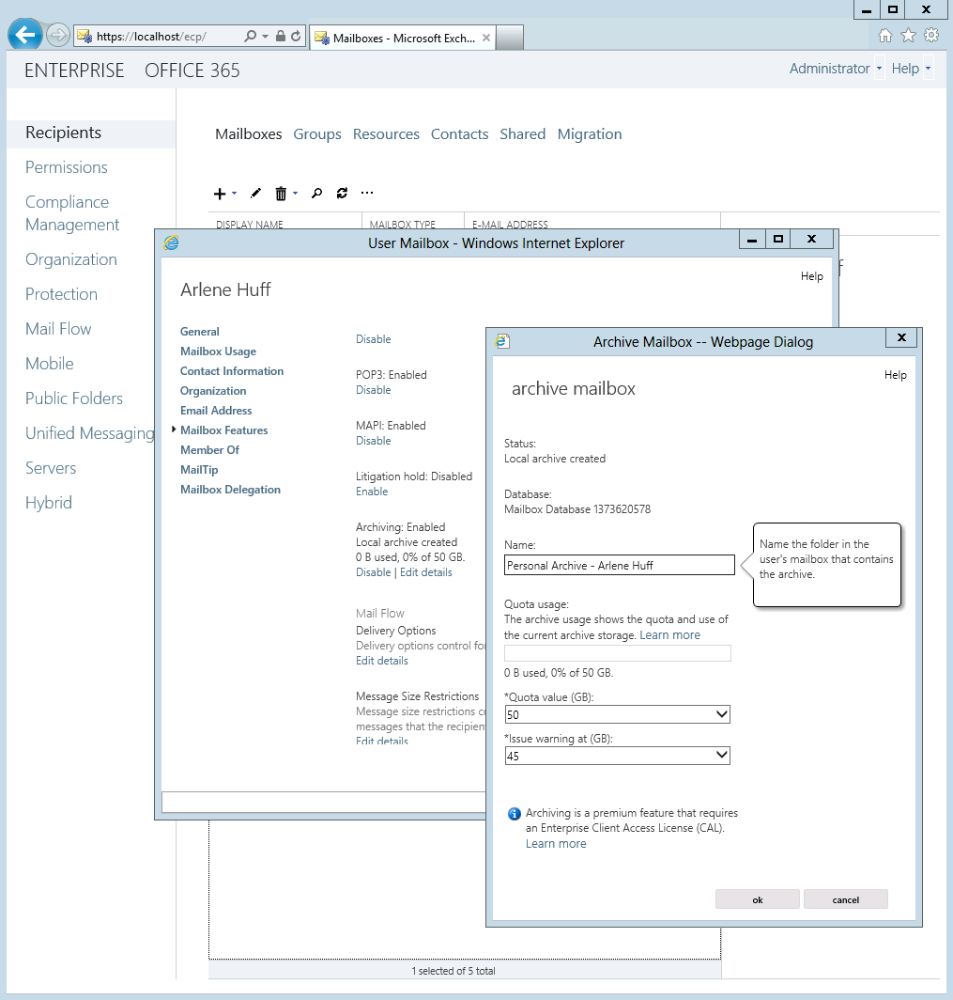 https://localhost/ecp/
Mailboxes - Microsoft Exch...
ENTERPRISE OFFICE 365
Administrator Help
Recipients
Permissions
Compliance
Management
Organization
Protection
Mail Flow
Mobile
Public Folders
Unified Messaging
Servers
Hybrid
Mailboxes Groups Resources Contacts Shared Migration
DISPLAY NAME MAILBOX TYPE E-MAIL ADDRESS
User Mailbox - Windows Internet Explorer
Help
Arlene Huff
General
Mailbox Usage
Contact Information
Organization
Email Address
Mailbox Features
Member Of
MailTip
Mailbox Delegation
Disable
POP3: Enabled
Disable
MAPI: Enabled
Disable
Litigation hold: Disabled
Enable
Archiving: Enabled
Local archive created
0 B used, 0% of 50 GB.
Disable | Edit details
Mail Flow
Delivery Options
Delivery options control for
Edit details
Message Size Restrictions
Message size restrictions co
messages that the recipien
Edit details
Archive Mailbox -- Webpage Dialog
Help
archive mailbox
Status:
Local archive created
Database:
Mailbox Database 1373620578
Name:
Personal Archive - Arlene Huff
Name the folder in the
user's mailbox that contains
the archive.
Quota usage:
The archive usage shows the quota and use of
the current archive storage. Learn more
0 B used, 0% of 50 GB.
*Quota value (GB):
50
*Issue warning at (GB):
45
Archiving is a premium feature that requires
an Enterprise Client Access License (CAL).
Learn more
ok cancel
1 selected of 5 total